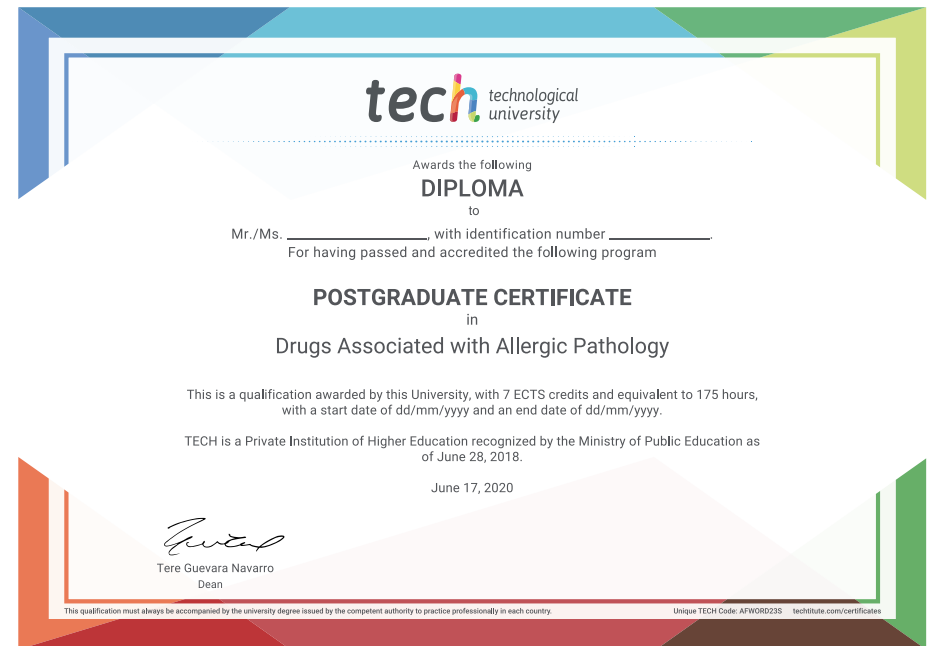 tech technological
university
Awards the following
DIPLOMA
to
Mr./Ms. ____________, with identification number ____________.
For having passed and accredited the following program
POSTGRADUATE CERTIFICATE
in
Drugs Associated with Allergic Pathology
This is a qualification awarded by this University, with 7 ECTS credits and equivalent to 175 hours,
with a start date of dd/mm/yyyy and an end date of dd/mm/yyyy.
TECH is a Private Institution of Higher Education recognized by the Ministry of Public Education as
of June 28, 2018.
June 17, 2020
Tere Guevara Navarro
Dean
This qualification must always be accompanied by the university degree issued by the competent authority to practice professionally in each country.
Unique TECH Code: AFWORD23S techtitute.com/certificates